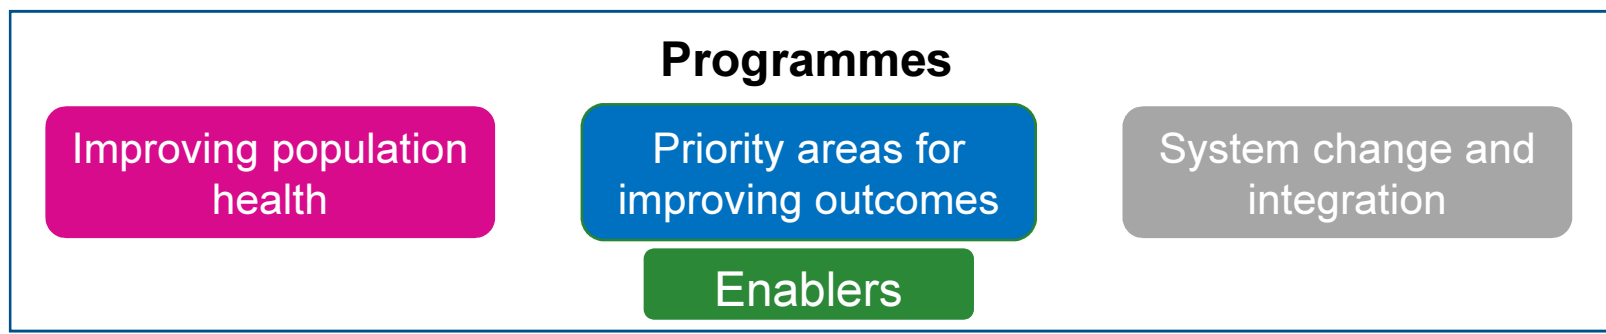 Programmes
Improving population
health
Priority areas for
improving outcomes
System change and
integration
Enablers